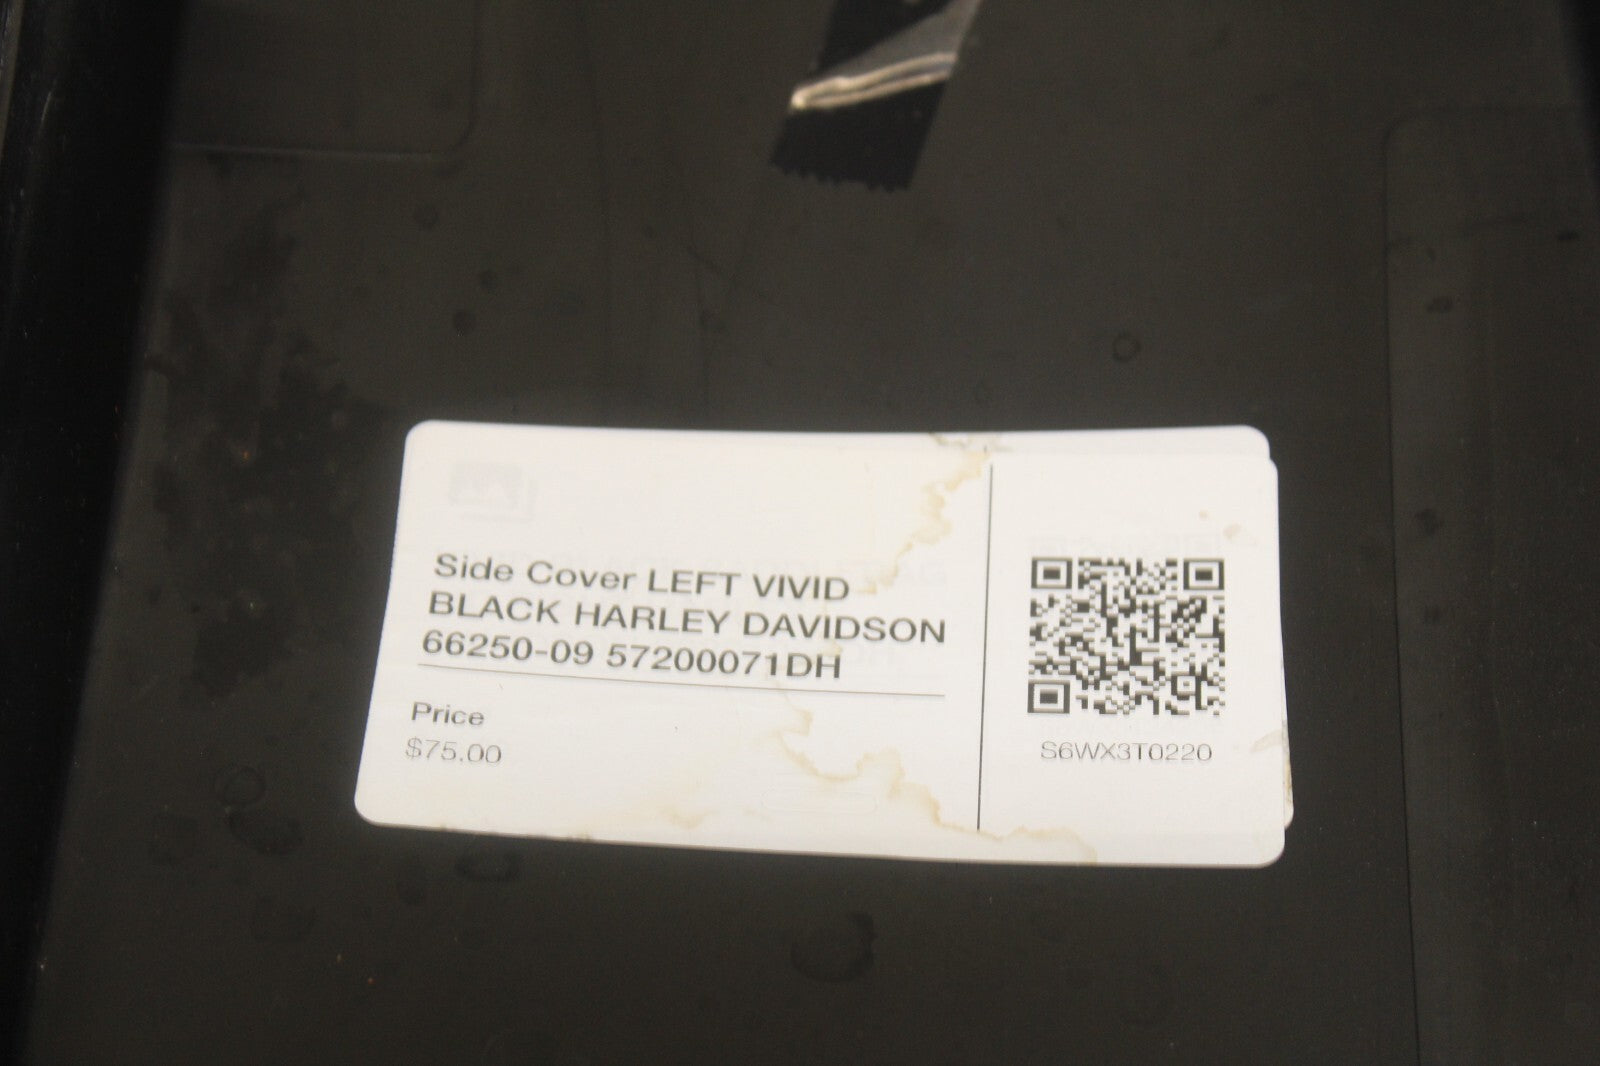 Side Cover LEFT VIVID
BLACK HARLEY DAVIDSON
66250-09 57200071DH
Price
$75.00
S6WX3T0220